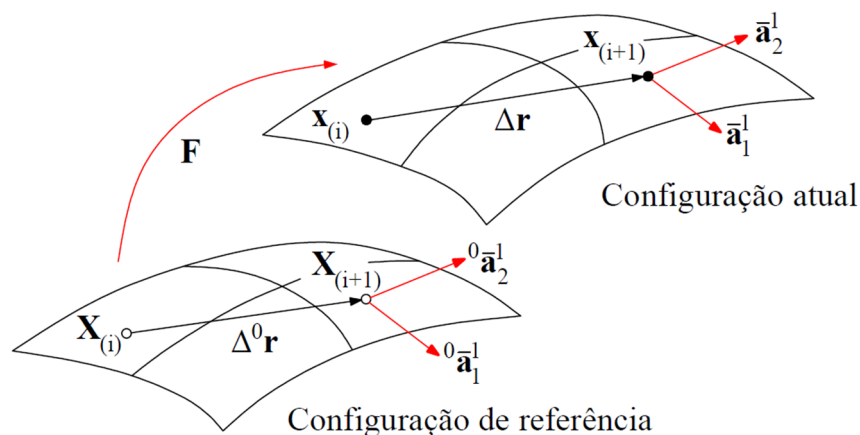 x(i+1)
ā₂¹
x(i)
Δr
ā₁¹
F
Configuração atual
X(i+1)
⁰ā₂¹
X(i)
Δ⁰r
⁰ā₁¹
Configuração de referência